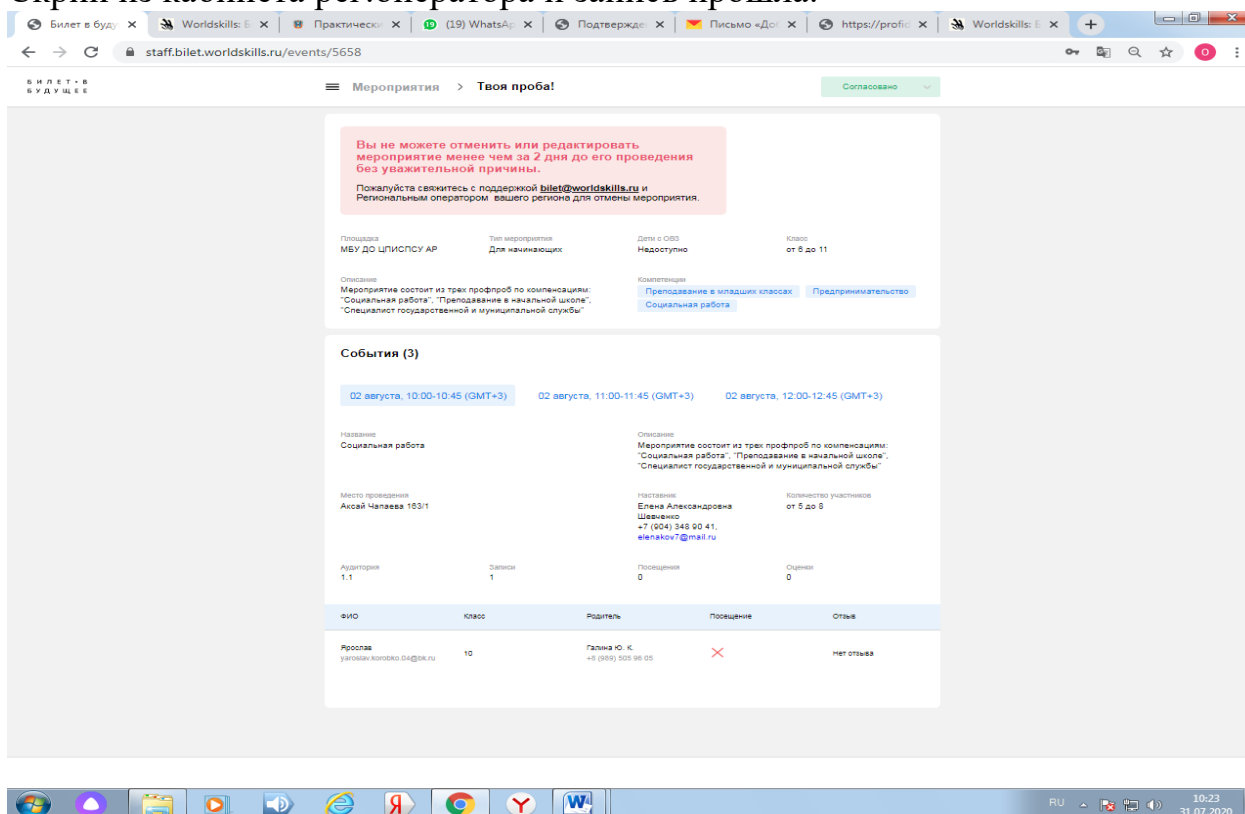 Скрин из кабинета рег.оператора и запись прошла.
Билет в буду
Worldskills: Б
Практически
(19) WhatsAp
Подтвержде
Письмо «Доб
https://profic
Worldskills: Б
staff.bilet.worldskills.ru/events/5658
БИЛЕТ・В
БУДУЩЕЕ
Мероприятия > Твоя проба!
Согласовано
Вы не можете отменить или редактировать
мероприятие менее чем за 2 дня до его проведения
без уважительной причины.
Пожалуйста свяжитесь с поддержкой bilet@worldskills.ru и
Региональным оператором вашего региона для отмены мероприятия.
Площадка Тип мероприятия Дети с ОВЗ Класс
МБУ ДО ЦПИСПСУ АР Для начинающих Недоступно от 6 до 11
Описание
Мероприятие состоит из трех профпроб по компенсациям:
"Социальная работа", "Преподавание в начальной школе",
"Специалист государственной и муниципальной службы"
Компетенции
Преподавание в младших классах Предпринимательство
Социальная работа
События (3)
02 августа, 10:00-10:45 (GMT+3) 02 августа, 11:00-11:45 (GMT+3) 02 августа, 12:00-12:45 (GMT+3)
Название
Социальная работа
Описание
Мероприятие состоит из трех профпроб по компенсациям:
"Социальная работа", "Преподавание в начальной школе",
"Специалист государственной и муниципальной службы"
Место проведения
Аксай Чапаева 163/1
Наставник
Елена Александровна
Шевченко
+7 (904) 348 90 41,
elenakov7@mail.ru
Количество участников
от 5 до 8
Аудитория Записи Посещения Оценки
1.1 1 0 0
ФИО Класс Родитель Посещение Отзыв
Ярослав
yaroslav.korobko.04@bk.ru
10
Галина Ю. К.
+8 (989) 505 96 05
Нет отзыва
RU
10:23
31.07.2020